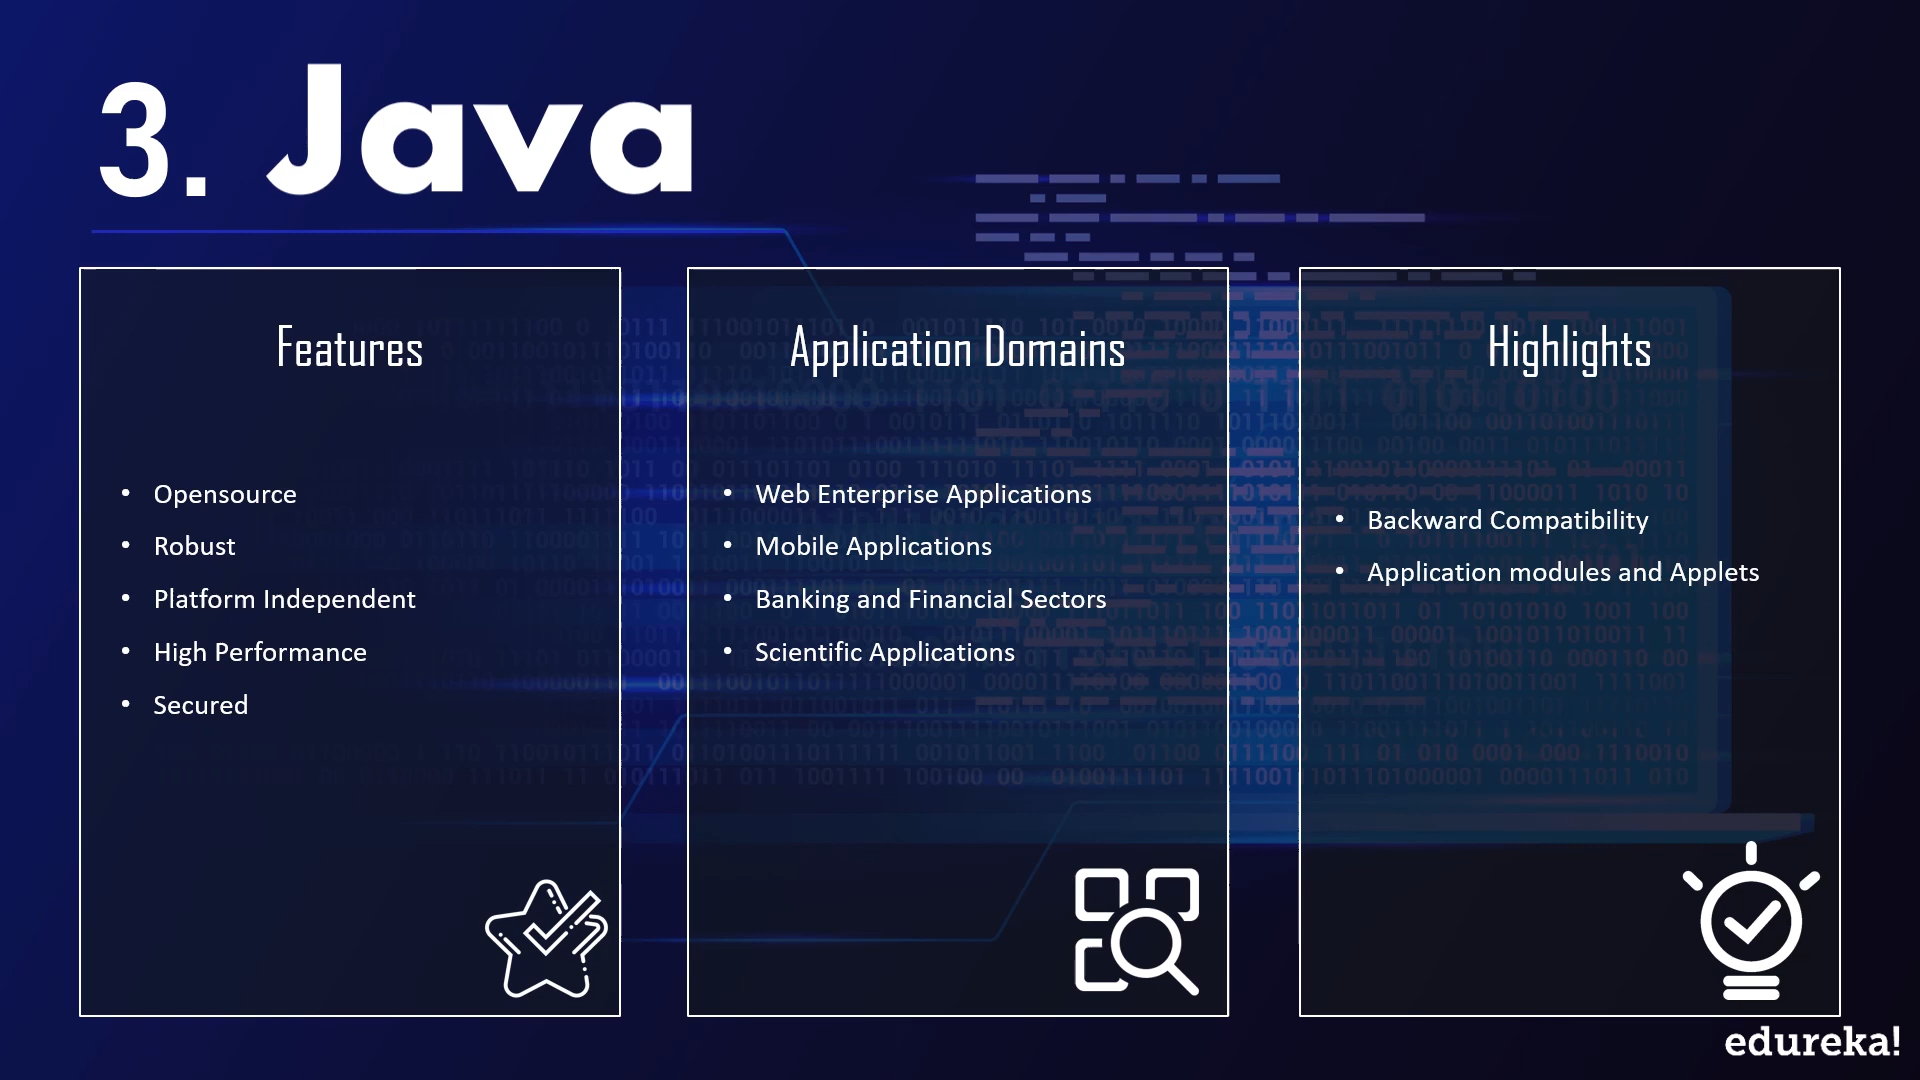 3. Java
Features
• Opensource
• Robust
• Platform Independent
• High Performance
• Secured
Application Domains
• Web Enterprise Applications
• Mobile Applications
• Banking and Financial Sectors
• Scientific Applications
Highlights
• Backward Compatibility
• Application modules and Applets
edureka!